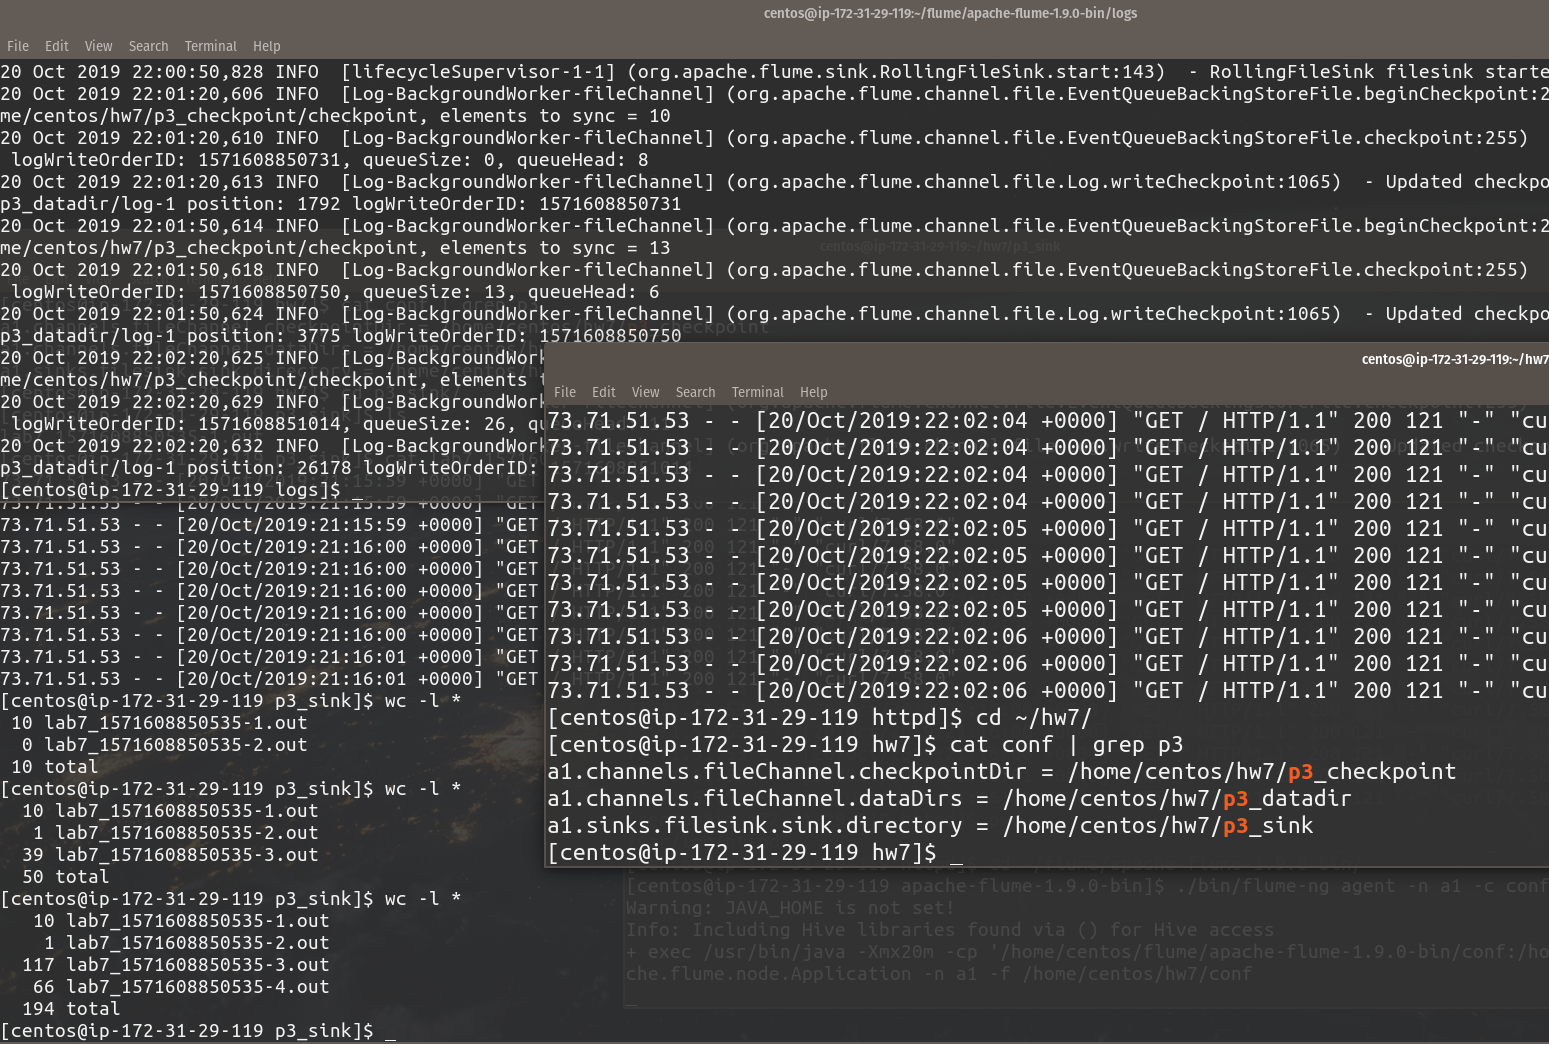 centos@ip-172-31-29-119:~/flume/apache-flume-1.9.0-bin/logs
File Edit View Search Terminal Help
20 Oct 2019 22:00:50,828 INFO  [lifecycleSupervisor-1-1] (org.apache.flume.sink.RollingFileSink.start:143)  - RollingFileSink filesink starte
20 Oct 2019 22:01:20,606 INFO  [Log-BackgroundWorker-fileChannel] (org.apache.flume.channel.file.EventQueueBackingStoreFile.beginCheckpoint:2
me/centos/hw7/p3_checkpoint/checkpoint, elements to sync = 10
20 Oct 2019 22:01:20,610 INFO  [Log-BackgroundWorker-fileChannel] (org.apache.flume.channel.file.EventQueueBackingStoreFile.checkpoint:255)
logWriteOrderID: 1571608850731, queueSize: 0, queueHead: 8
20 Oct 2019 22:01:20,613 INFO  [Log-BackgroundWorker-fileChannel] (org.apache.flume.channel.file.Log.writeCheckpoint:1065)  - Updated checkpo
p3_datadir/log-1 position: 1792 logWriteOrderID: 1571608850731
20 Oct 2019 22:01:50,614 INFO  [Log-BackgroundWorker-fileChannel] (org.apache.flume.channel.file.EventQueueBackingStoreFile.beginCheckpoint:2
me/centos/hw7/p3_checkpoint/checkpoint, elements to sync = 13
20 Oct 2019 22:01:50,618 INFO  [Log-BackgroundWorker-fileChannel] (org.apache.flume.channel.file.EventQueueBackingStoreFile.checkpoint:255)
logWriteOrderID: 1571608850750, queueSize: 13, queueHead: 6
20 Oct 2019 22:01:50,624 INFO  [Log-BackgroundWorker-fileChannel] (org.apache.flume.channel.file.Log.writeCheckpoint:1065)  - Updated checkpo
p3_datadir/log-1 position: 3775 logWriteOrderID: 1571608850750
20 Oct 2019 22:02:20,625 INFO  [Log-BackgroundWork
me/centos/hw7/p3_checkpoint/checkpoint, elements t
20 Oct 2019 22:02:20,629 INFO  [Log-BackgroundWork
logWriteOrderID: 1571608851014, queueSize: 26, qu
20 Oct 2019 22:02:20,636 INFO  [Log-BackgroundWork
p3_datadir/log-1 position: 26178 logWriteOrderID:
[centos@ip-172-31-29-119 logs]$ _
73.71.51.53 - - [20/Oct/2019:21:15:59 +0000] "GET
73.71.51.53 - - [20/Oct/2019:21:15:59 +0000] "GET
73.71.51.53 - - [20/Oct/2019:21:16:00 +0000] "GET
73.71.51.53 - - [20/Oct/2019:21:16:00 +0000] "GET
73.71.51.53 - - [20/Oct/2019:21:16:00 +0000] "GET
73.71.51.53 - - [20/Oct/2019:21:16:00 +0000] "GET
73.71.51.53 - - [20/Oct/2019:21:16:00 +0000] "GET
73.71.51.53 - - [20/Oct/2019:21:16:01 +0000] "GET
73.71.51.53 - - [20/Oct/2019:21:16:01 +0000] "GET
[centos@ip-172-31-29-119 p3_sink]$ wc -l *
10 lab7_1571608850535-1.out
0 lab7_1571608850535-2.out
10 total
[centos@ip-172-31-29-119 p3_sink]$ wc -l *
10 lab7_1571608850535-1.out
1 lab7_1571608850535-2.out
39 lab7_1571608850535-3.out
50 total
[centos@ip-172-31-29-119 p3_sink]$ wc -l *
10 lab7_1571608850535-1.out
1 lab7_1571608850535-2.out
117 lab7_1571608850535-3.out
66 lab7_1571608850535-4.out
194 total
[centos@ip-172-31-29-119 p3_sink]$ _
centos@ip-172-31-29-119:~/hw7
File Edit View Search Terminal Help
73.71.51.53 - - [20/Oct/2019:22:02:04 +0000] "GET / HTTP/1.1" 200 121 "-" "cu
73.71.51.53 - - [20/Oct/2019:22:02:04 +0000] "GET / HTTP/1.1" 200 121 "-" "cu
73.71.51.53 - - [20/Oct/2019:22:02:04 +0000] "GET / HTTP/1.1" 200 121 "-" "cu
73.71.51.53 - - [20/Oct/2019:22:02:04 +0000] "GET / HTTP/1.1" 200 121 "-" "cu
73.71.51.53 - - [20/Oct/2019:22:02:05 +0000] "GET / HTTP/1.1" 200 121 "-" "cu
73.71.51.53 - - [20/Oct/2019:22:02:05 +0000] "GET / HTTP/1.1" 200 121 "-" "cu
73.71.51.53 - - [20/Oct/2019:22:02:05 +0000] "GET / HTTP/1.1" 200 121 "-" "cu
73.71.51.53 - - [20/Oct/2019:22:02:05 +0000] "GET / HTTP/1.1" 200 121 "-" "cu
73.71.51.53 - - [20/Oct/2019:22:02:06 +0000] "GET / HTTP/1.1" 200 121 "-" "cu
73.71.51.53 - - [20/Oct/2019:22:02:06 +0000] "GET / HTTP/1.1" 200 121 "-" "cu
73.71.51.53 - - [20/Oct/2019:22:02:06 +0000] "GET / HTTP/1.1" 200 121 "-" "cu
[centos@ip-172-31-29-119 httpd]$ cd ~/hw7/
[centos@ip-172-31-29-119 hw7]$ cat conf | grep p3
a1.channels.fileChannel.checkpointDir = /home/centos/hw7/p3_checkpoint
a1.channels.fileChannel.dataDirs = /home/centos/hw7/p3_datadir
a1.sinks.filesink.sink.directory = /home/centos/hw7/p3_sink
[centos@ip-172-31-29-119 hw7]$ _
[centos@ip-172-31-29-119 apache-flume-1.9.0-bin]$ ./bin/flume-ng agent -n a1 -c conf
Warning: JAVA_HOME is not set!
Info: Including Hive libraries found via () for Hive access
+ exec /usr/bin/java -Xmx20m -cp '/home/centos/flume/apache-flume-1.9.0-bin/conf:/ho
che.flume.node.Application -n a1 -f /home/centos/hw7/conf